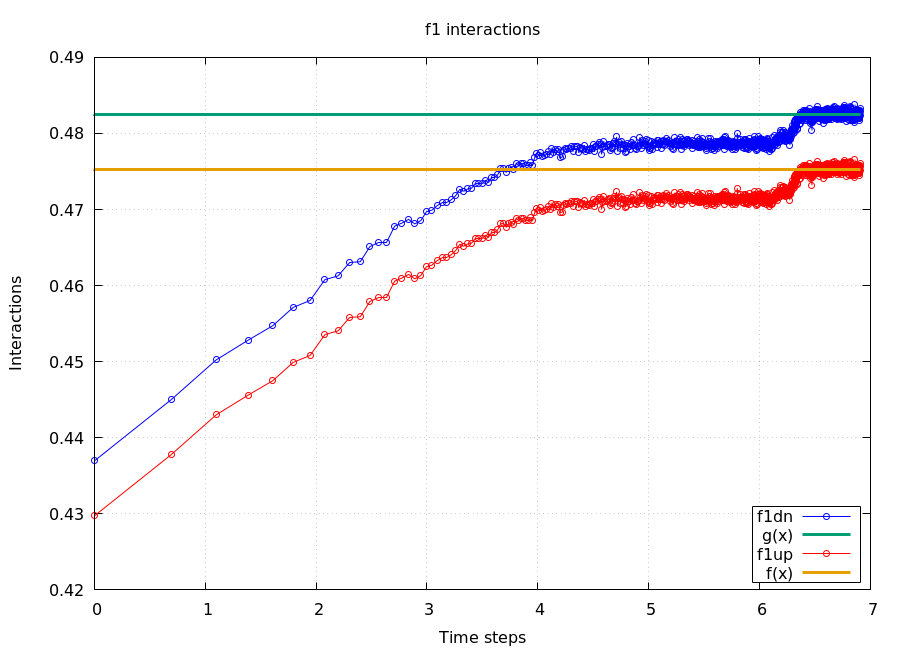 f1 interactions
0.49
0.48
0.47
0.46
0.45
0.44
0.43
0.42
Interactions
0 1 2 3 4 5 6 7
Time steps
f1dn
g(x)
f1up
f(x)